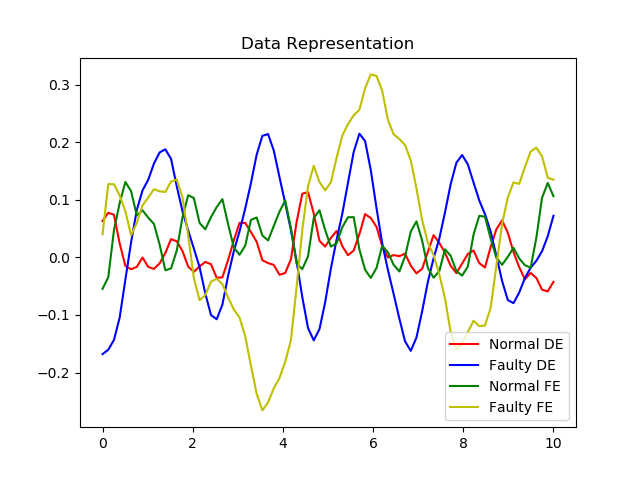 Data Representation
0.3
0.2
0.1
0.0
−0.1
−0.2
0 2 4 6 8 10
Normal DE
Faulty DE
Normal FE
Faulty FE